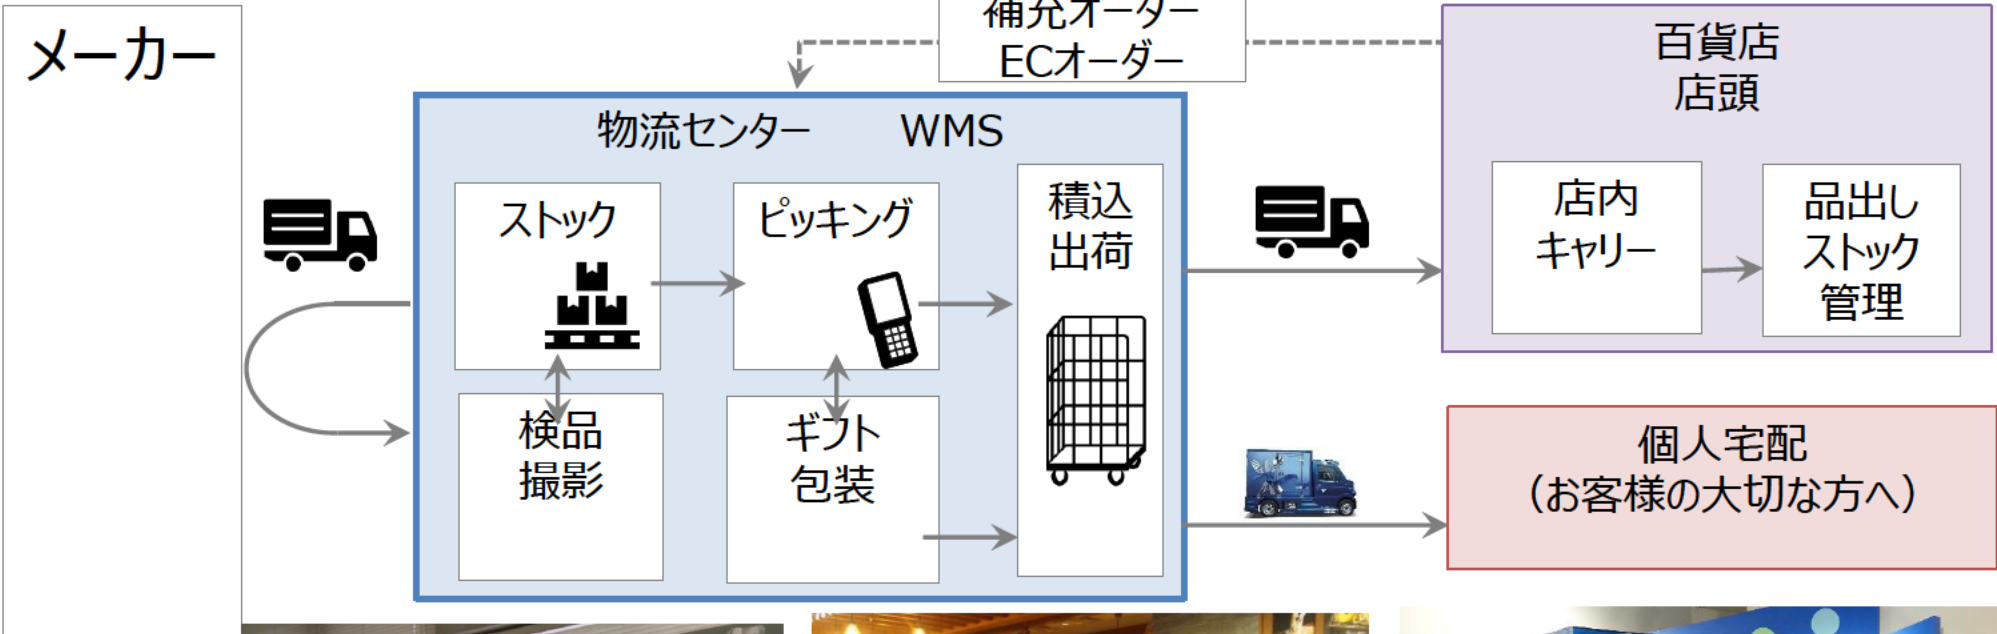 メーカー
補充オーダー
ECオーダー
百貨店
店頭
物流センター WMS
ストック
ピッキング
積込
出荷
店内
キャリー
品出し
ストック
管理
検品
撮影
ギフト
包装
個人宅配
（お客様の大切な方へ）